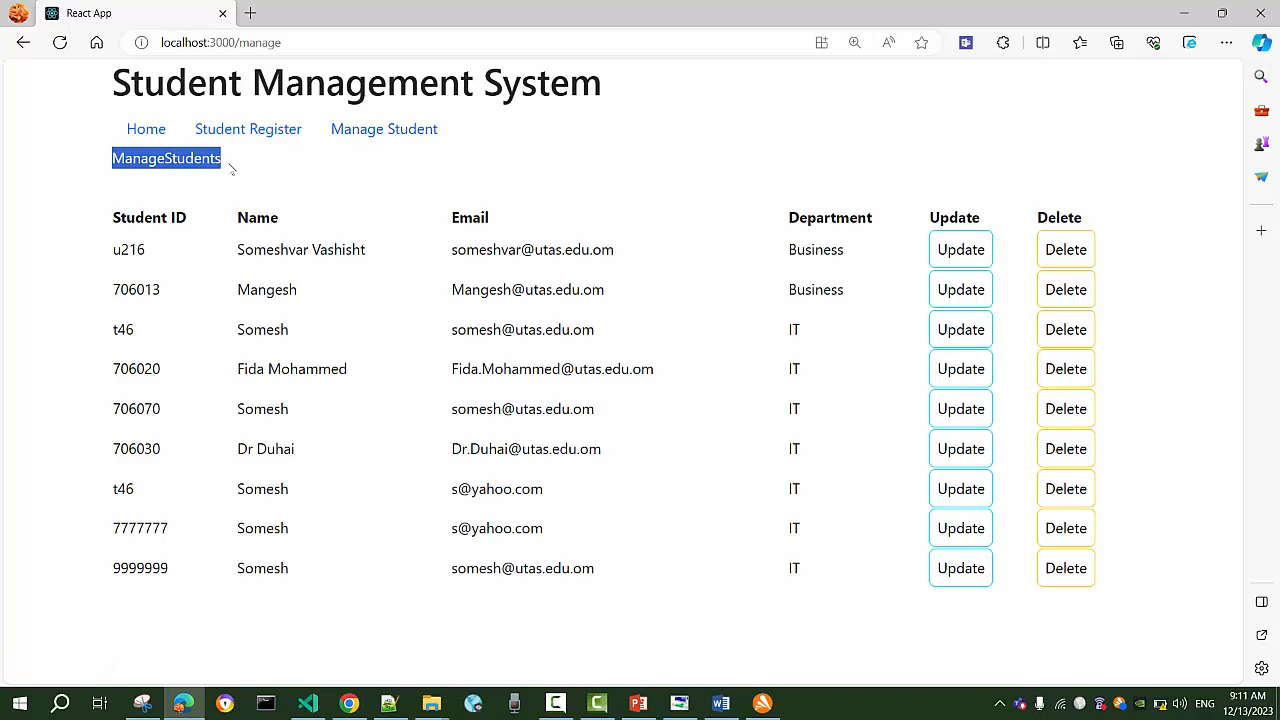 React App
localhost:3000/manage
Student Management System
Home Student Register Manage Student
ManageStudents
Student ID Name Email Department Update Delete
u216 Someshvar Vashisht someshvar@utas.edu.om Business Update Delete
706013 Mangesh Mangesh@utas.edu.om Business Update Delete
t46 Somesh somesh@utas.edu.om IT Update Delete
706020 Fida Mohammed Fida.Mohammed@utas.edu.om IT Update Delete
706070 Somesh somesh@utas.edu.om IT Update Delete
706030 Dr Duhai Dr.Duhai@utas.edu.om IT Update Delete
t46 Somesh s@yahoo.com IT Update Delete
7777777 Somesh s@yahoo.com IT Update Delete
9999999 Somesh somesh@utas.edu.om IT Update Delete
ENG 9:11 AM
12/13/2023